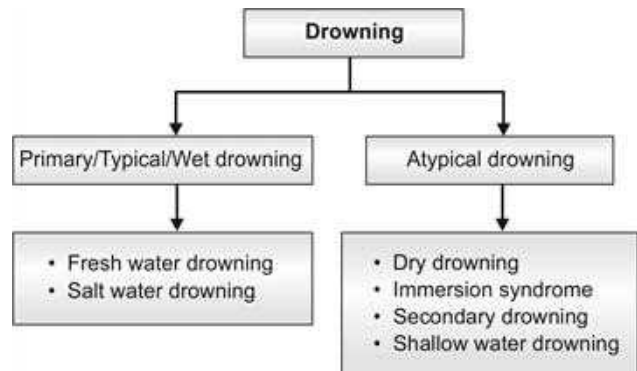 Drowning
Primary/Typical/Wet drowning
Atypical drowning
• Fresh water drowning
• Salt water drowning
• Dry drowning
• Immersion syndrome
• Secondary drowning
• Shallow water drowning